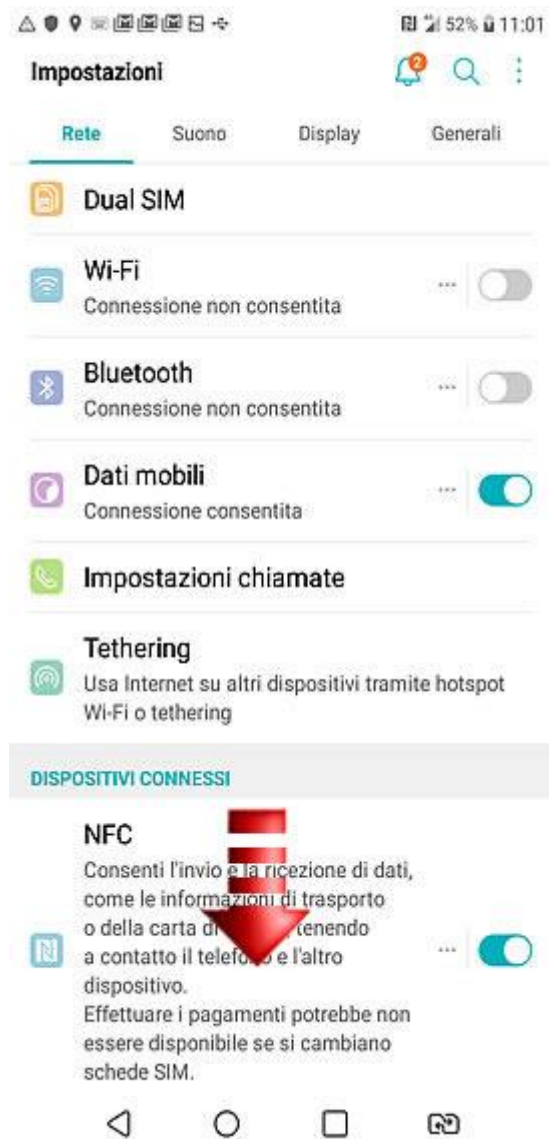 52% 11:01
Impostazioni
2
Rete Suono Display Generali
Dual SIM
Wi-Fi
Connessione non consentita
Bluetooth
Connessione non consentita
Dati mobili
Connessione consentita
Impostazioni chiamate
Tethering
Usa Internet su altri dispositivi tramite hotspot
Wi-Fi o tethering
DISPOSITIVI CONNESSI
NFC
Consenti l'invio e la ricezione di dati,
come le informazioni di trasporto
o della carta di tenendo
a contatto il telefono e l'altro
dispositivo.
Effettuare i pagamenti potrebbe non
essere disponibile se si cambiano
schede SIM.